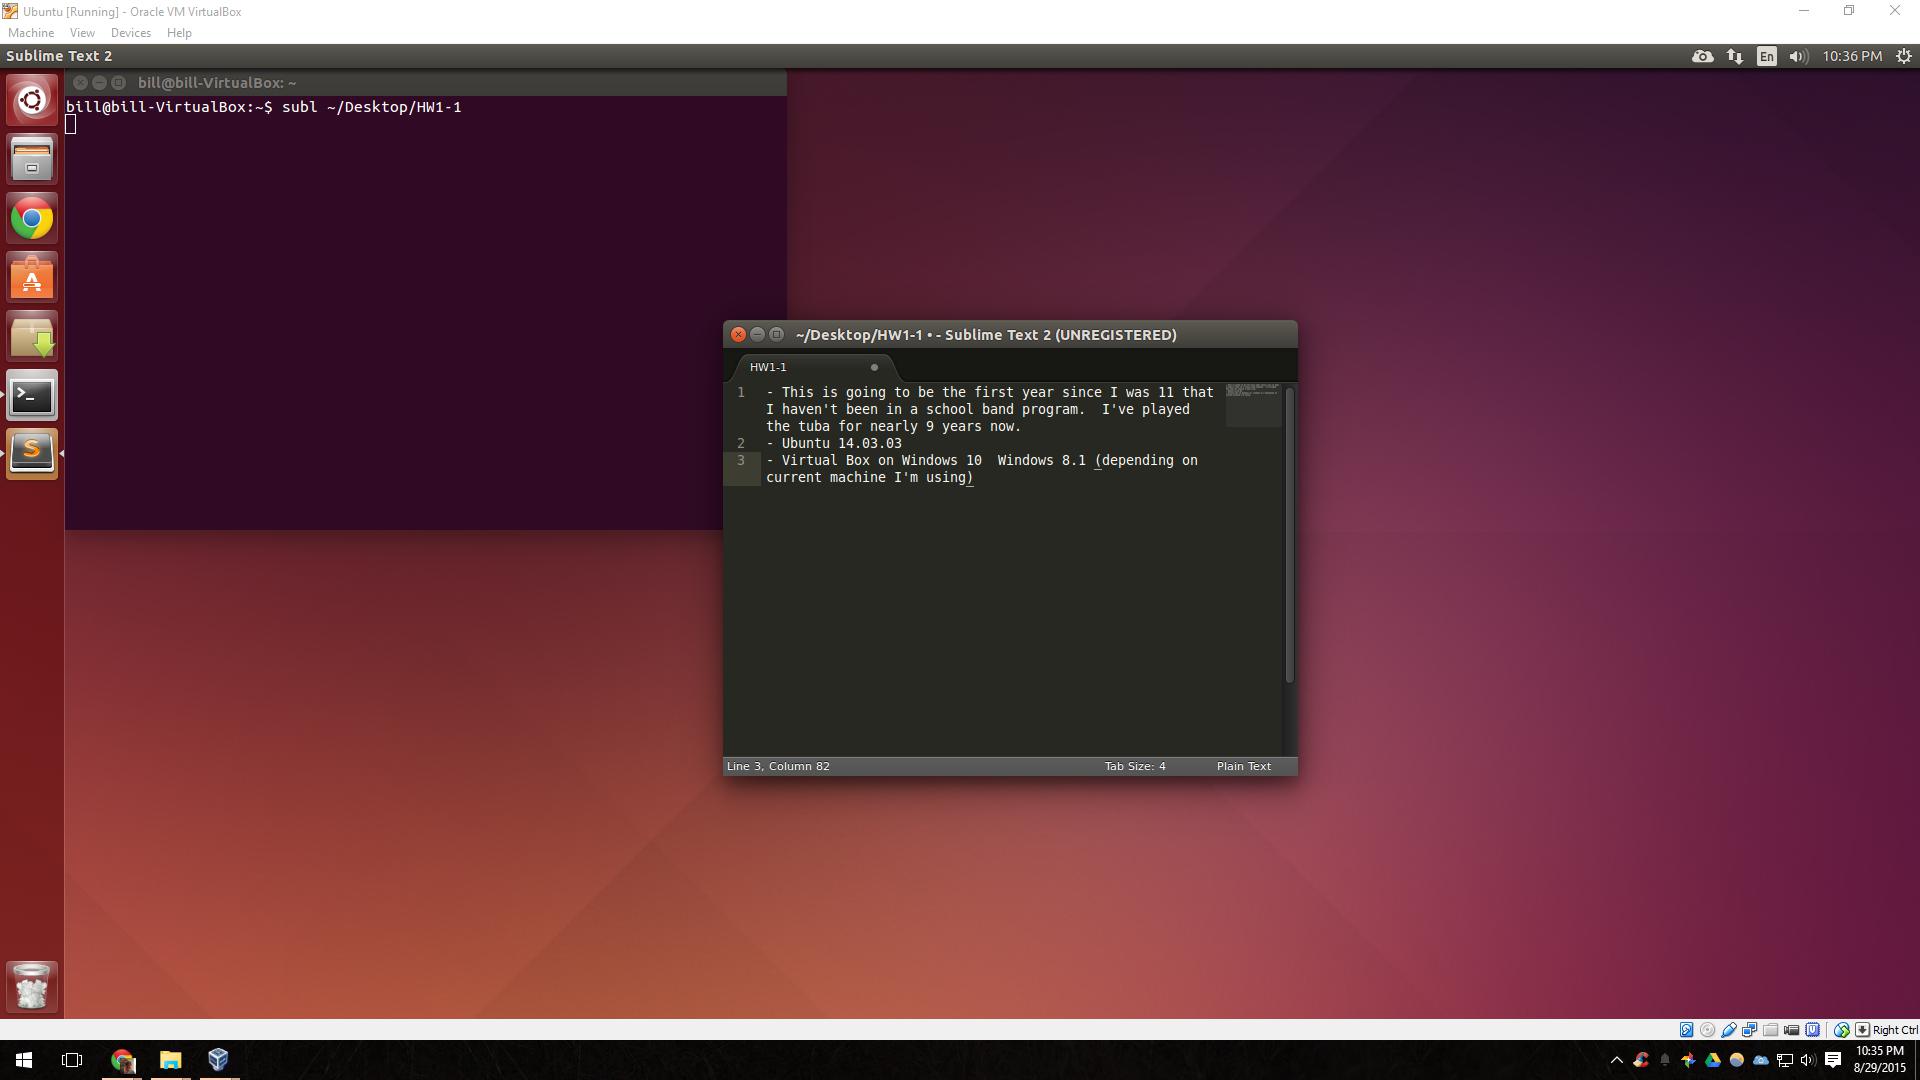 Ubuntu [Running] - Oracle VM VirtualBox
Machine View Devices Help
Sublime Text 2
En
10:36 PM
bill@bill-VirtualBox: ~
bill@bill-VirtualBox:~$ subl ~/Desktop/HW1-1
~/Desktop/HW1-1 • - Sublime Text 2 (UNREGISTERED)
HW1-1
1 - This is going to be the first year since I was 11 that
I haven't been in a school band program.  I've played
the tuba for nearly 9 years now.
2 - Ubuntu 14.03.03
3 - Virtual Box on Windows 10  Windows 8.1 (depending on
current machine I'm using)
Line 3, Column 82
Tab Size: 4
Plain Text
Right Ctrl
10:35 PM
8/29/2015